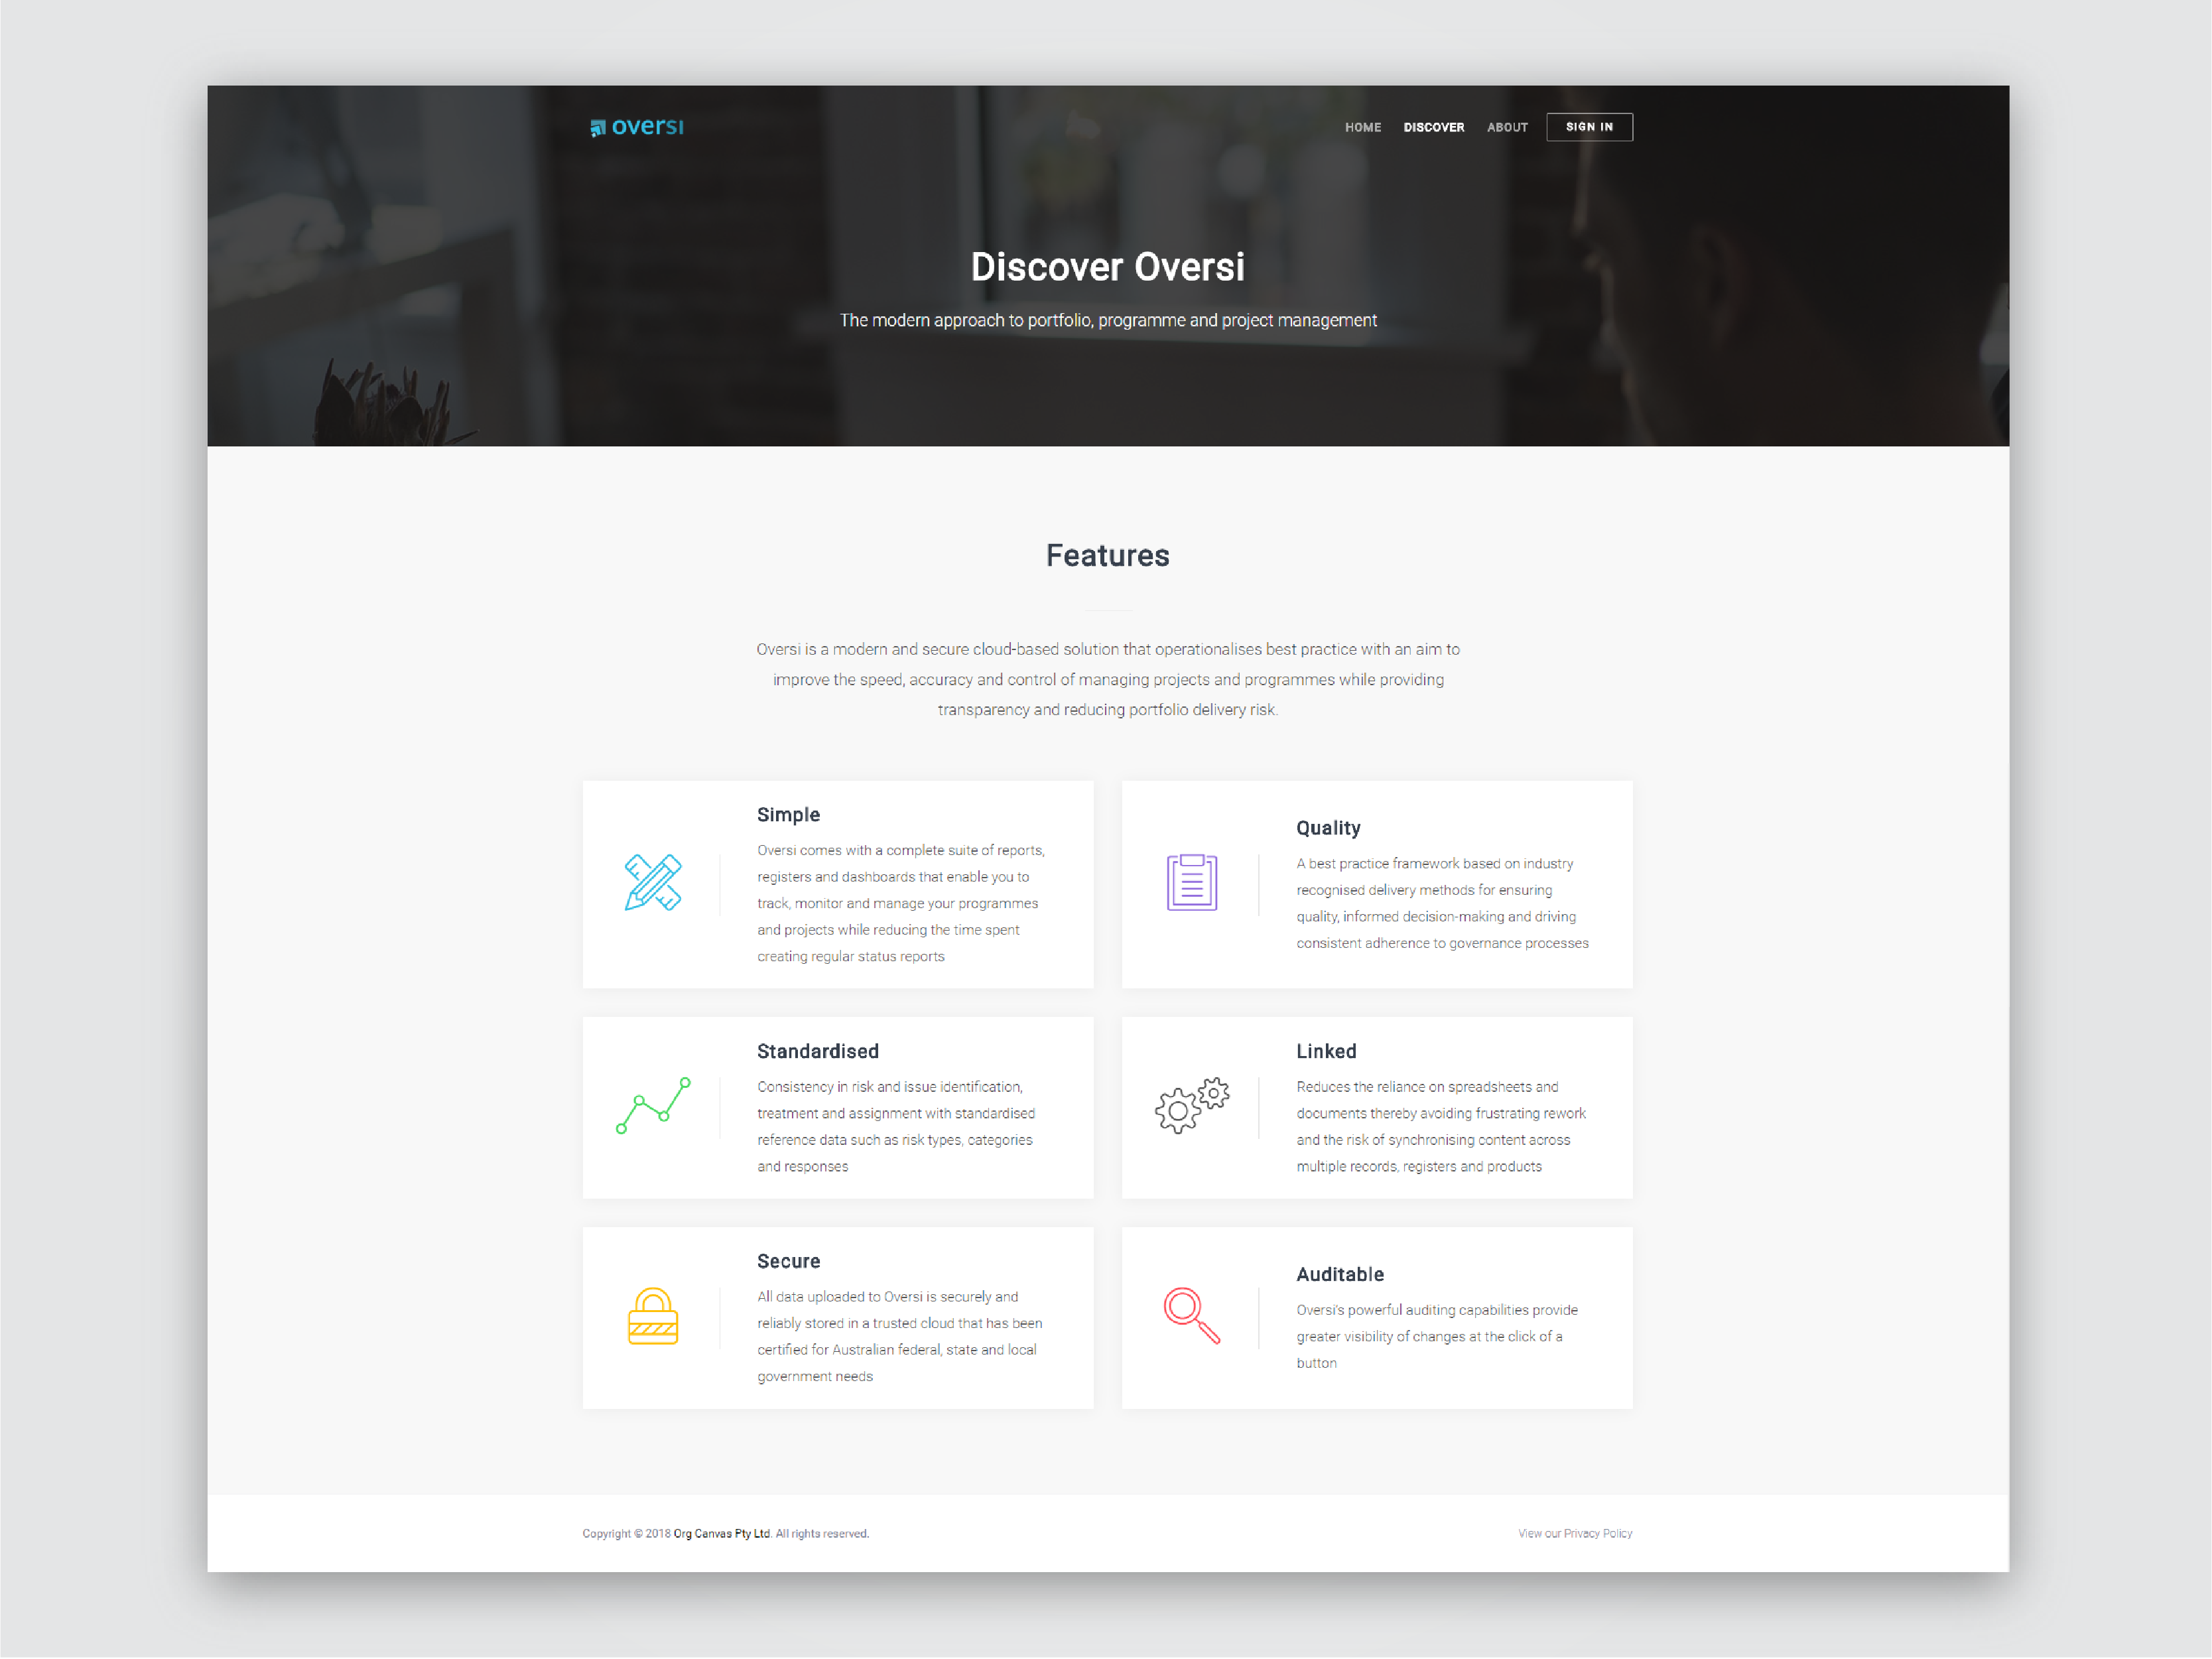 oversi
HOME DISCOVER ABOUT SIGN IN
Discover Oversi
The modern approach to portfolio, programme and project management
Features
Oversi is a modern and secure cloud-based solution that operationalises best practice with an aim to
improve the speed, accuracy and control of managing projects and programmes while providing
transparency and reducing portfolio delivery risk.
Simple
Oversi comes with a complete suite of reports,
registers and dashboards that enable you to
track, monitor and manage your programmes
and projects while reducing the time spent
creating regular status reports
Quality
A best practice framework based on industry
recognised delivery methods for ensuring
quality, informed decision-making and driving
consistent adherence to governance processes
Standardised
Consistency in risk and issue identification,
treatment and assignment with standardised
reference data such as risk types, categories
and responses
Linked
Reduces the reliance on spreadsheets and
documents thereby avoiding frustrating rework
and the risk of synchronising content across
multiple records, registers and products
Secure
All data uploaded to Oversi is securely and
reliably stored in a trusted cloud that has been
certified for Australian federal, state and local
government needs
Auditable
Oversi's powerful auditing capabilities provide
greater visibility of changes at the click of a
button
Copyright © 2018 Org Canvas Pty Ltd. All rights reserved.
View our Privacy Policy